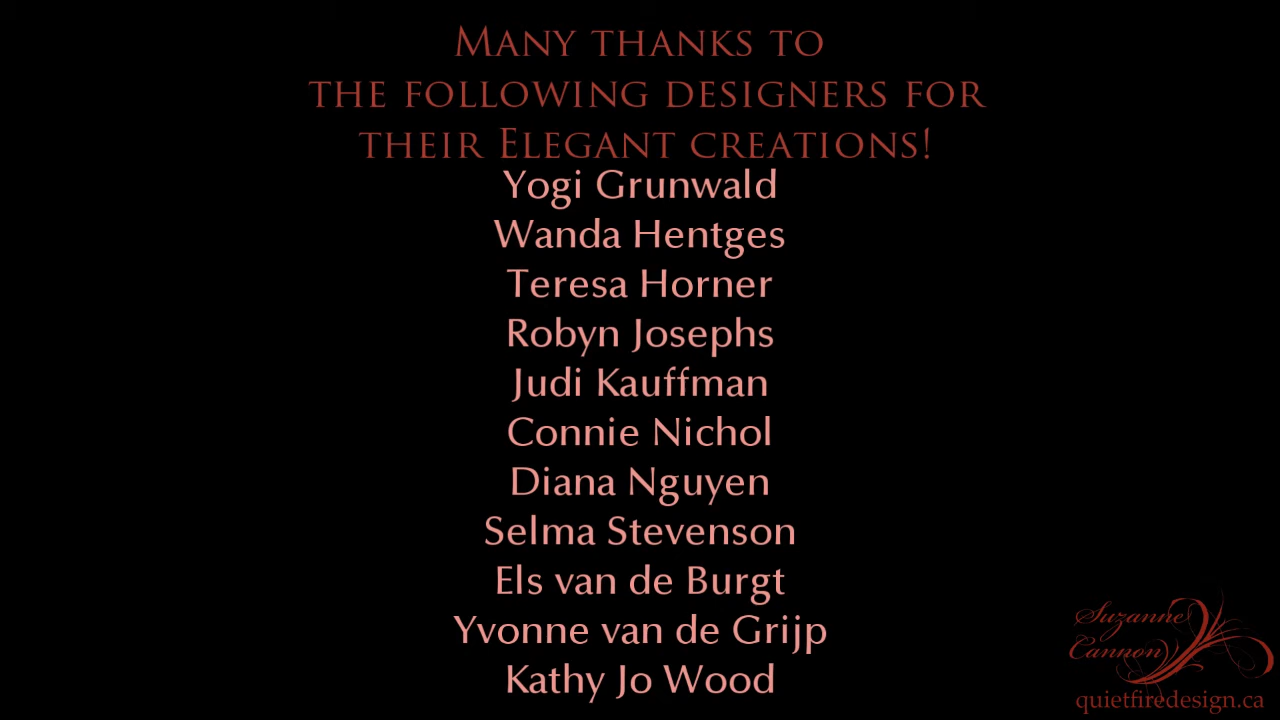 Many thanks to
the following designers for
their Elegant creations!
Yogi Grunwald
Wanda Hentges
Teresa Horner
Robyn Josephs
Judi Kauffman
Connie Nichol
Diana Nguyen
Selma Stevenson
Els van de Burgt
Yvonne van de Grijp
Kathy Jo Wood
Suzanne
Cannon
quietfiredesign.ca